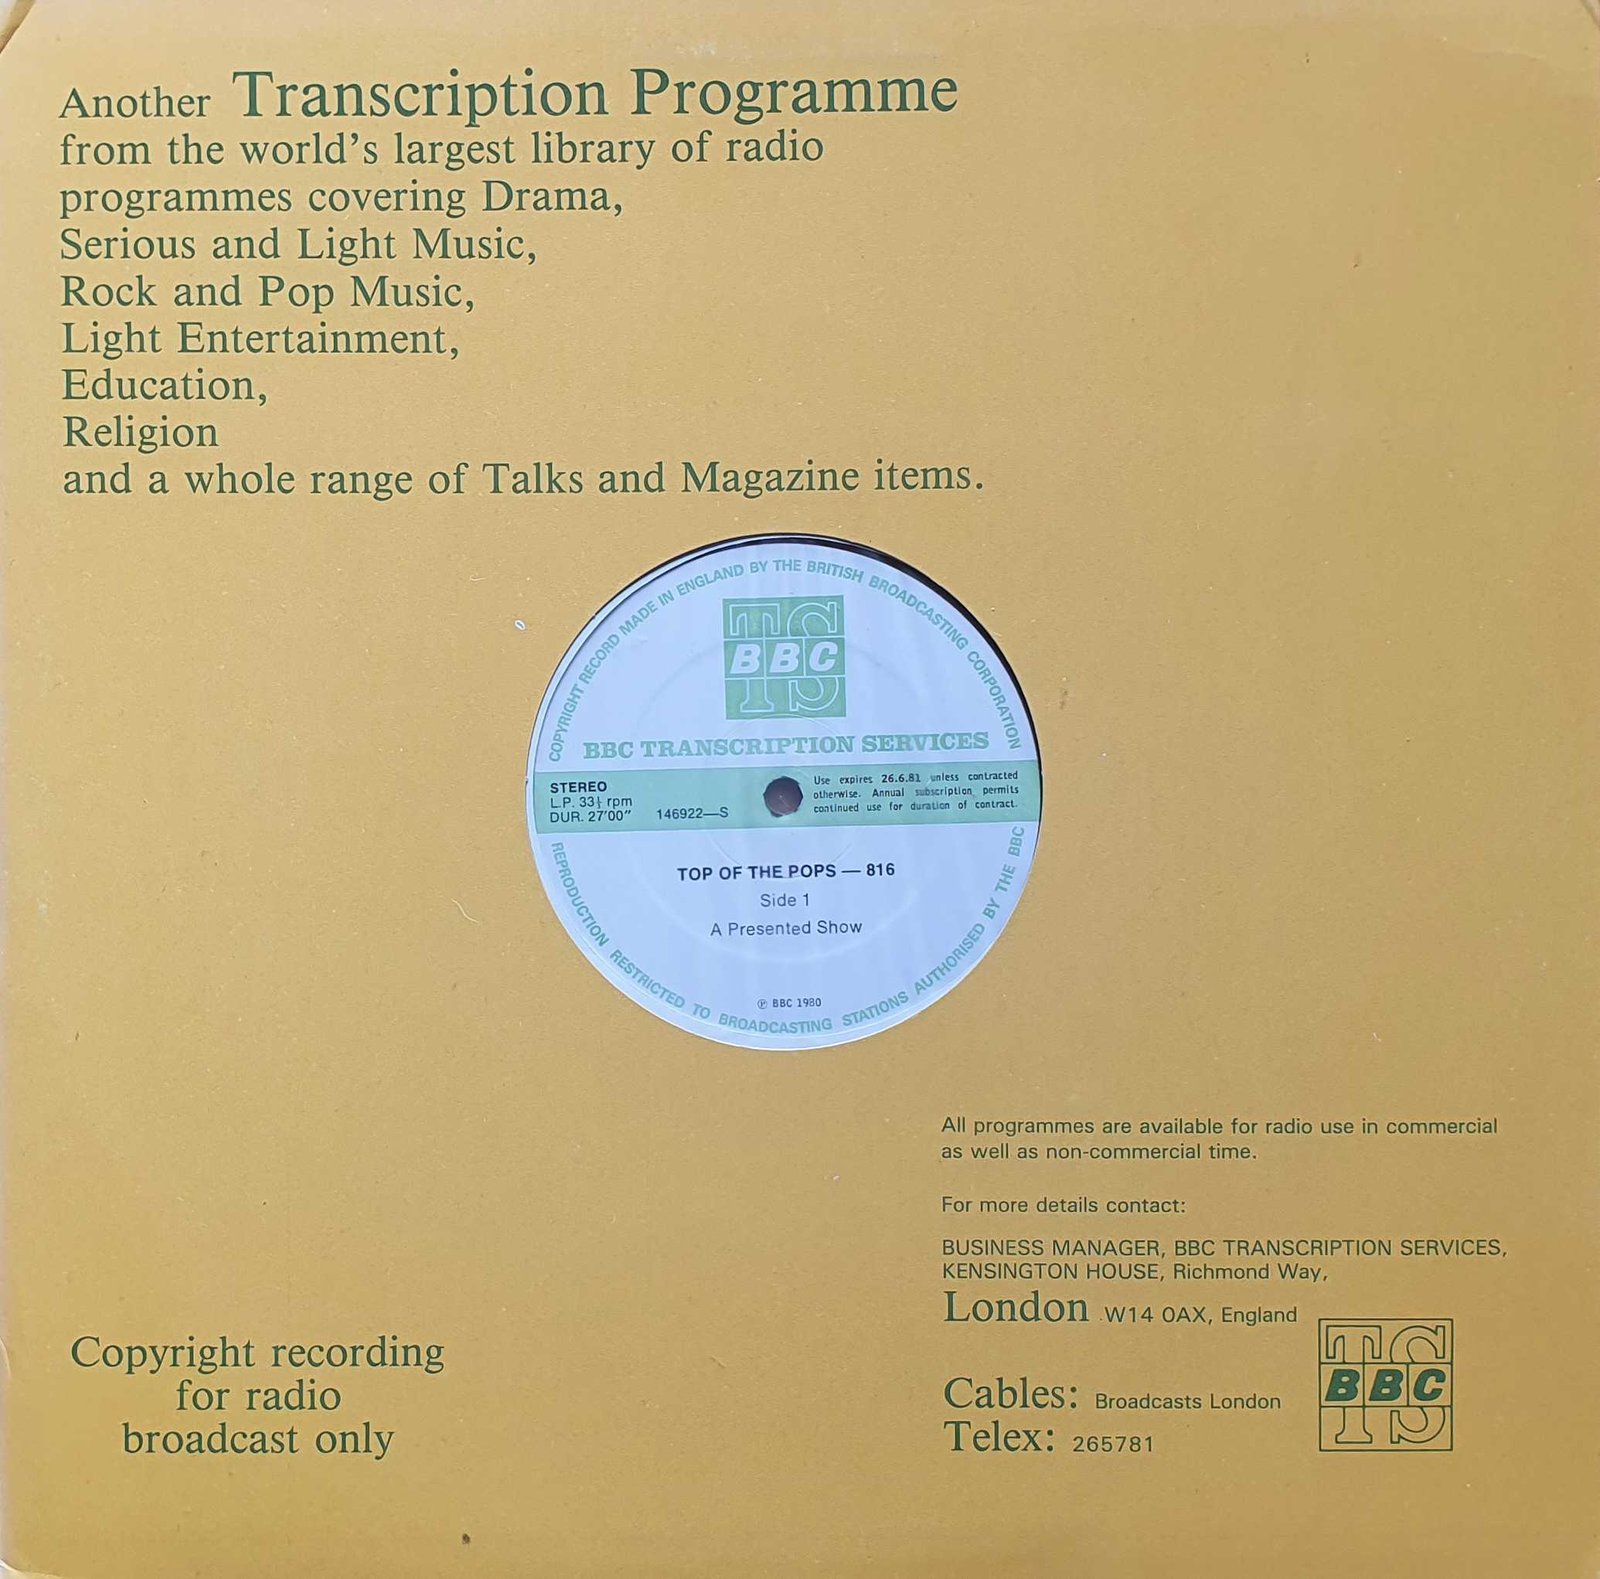 Another Transcription Programme
from the world's largest library of radio
programmes covering Drama,
Serious and Light Music,
Rock and Pop Music,
Light Entertainment,
Education,
Religion
and a whole range of Talks and Magazine items.
COPYRIGHT RECORD MADE IN ENGLAND BY THE BRITISH BROADCASTING CORPORATION
TS
BBC
TS
BBC TRANSCRIPTION SERVICES
STEREO
L.P. 33⅓ rpm
DUR. 27'00"
146922—S
Use expires 26.6.81 unless contracted
otherwise. Annual subscription permits
continued use for duration of contract.
TOP OF THE POPS — 816
Side 1
A Presented Show
℗ BBC 1980
REPRODUCTION RESTRICTED TO BROADCASTING STATIONS AUTHORISED BY THE BBC
All programmes are available for radio use in commercial
as well as non-commercial time.
For more details contact:
BUSINESS MANAGER, BBC TRANSCRIPTION SERVICES,
KENSINGTON HOUSE, Richmond Way,
London W14 0AX, England
Cables: Broadcasts London
Telex: 265781
TS
BBC
TS
Copyright recording
for radio
broadcast only